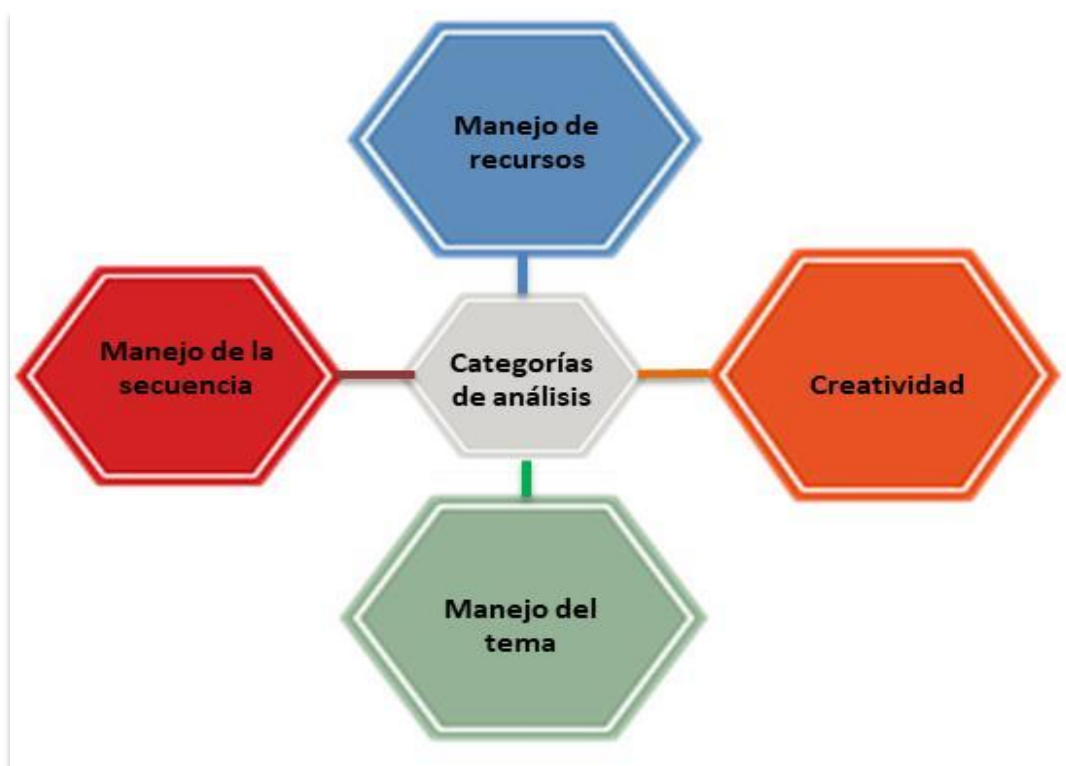 Manejo de
recursos
Manejo de la
secuencia
Categorías
de análisis
Creatividad
Manejo del
tema